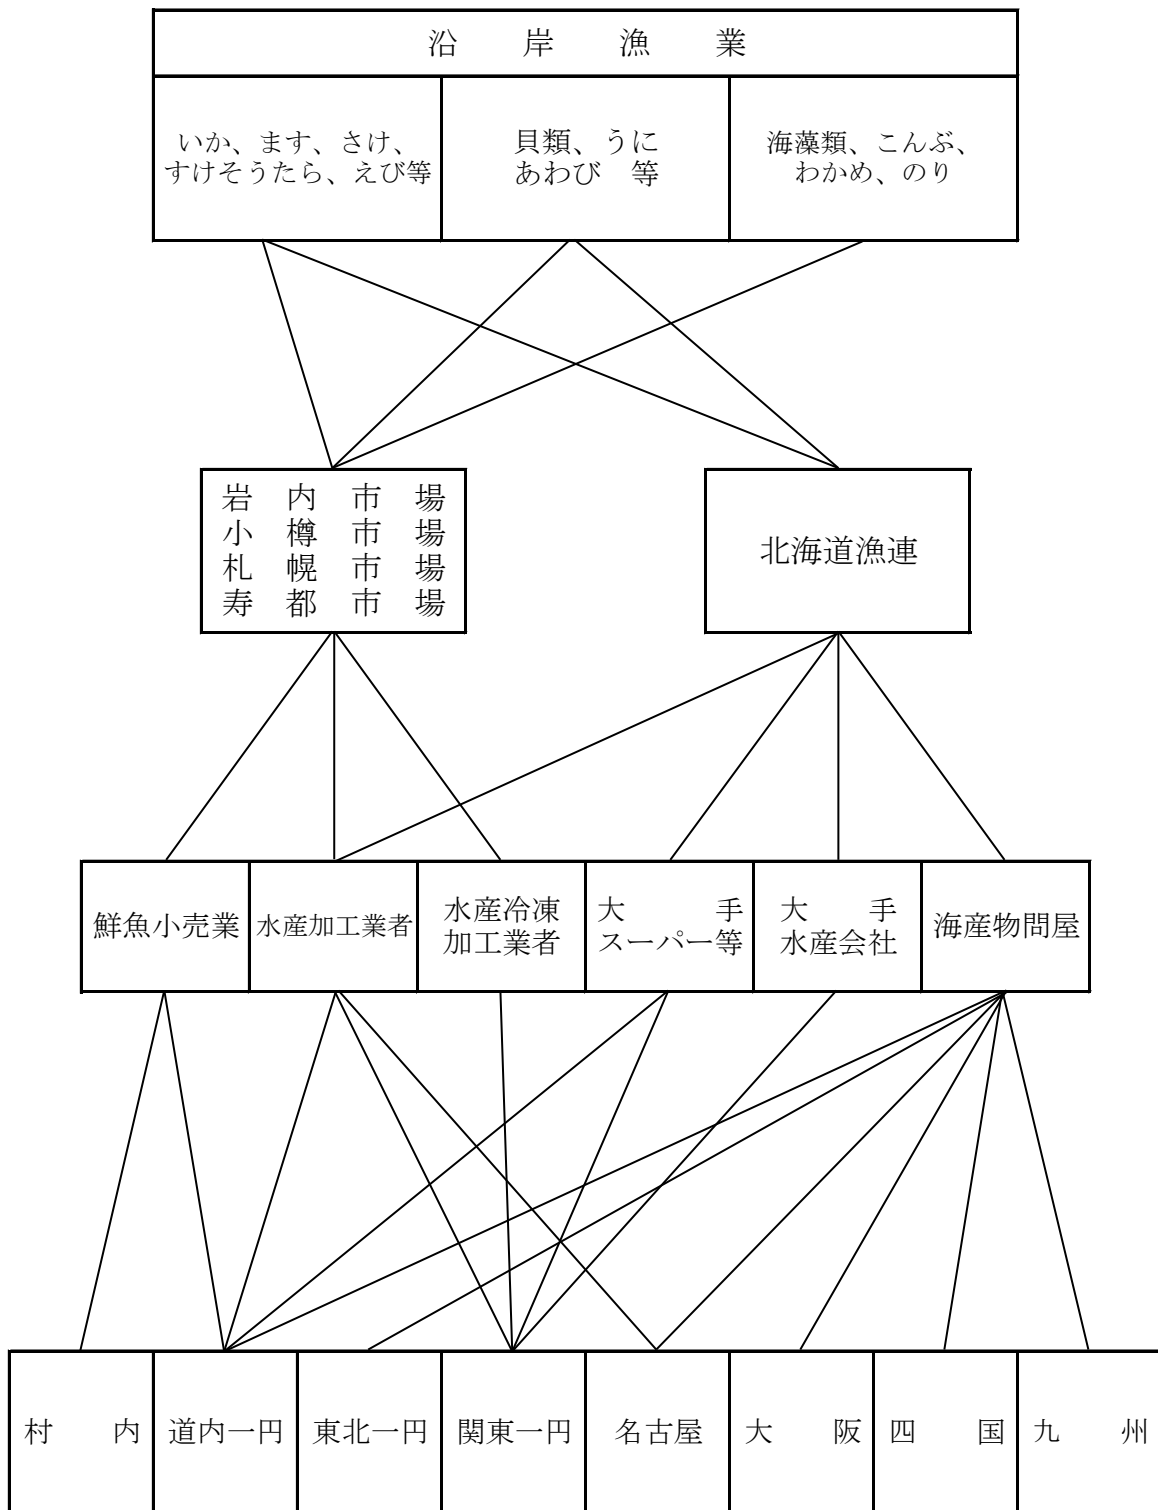 沿岸漁業
いか、ます、さけ、
すけそうたら、えび等
貝類、うに
あわび 等
海藻類、こんぶ、
わかめ、のり
岩内市場
小樽市場
札幌市場
寿都市場
北海道漁連
鮮魚小売業
水産加工業者
水産冷凍
加工業者
大手
スーパー等
大手
水産会社
海産物問屋
村内
道内一円
東北一円
関東一円
名古屋
大阪
四国
九州